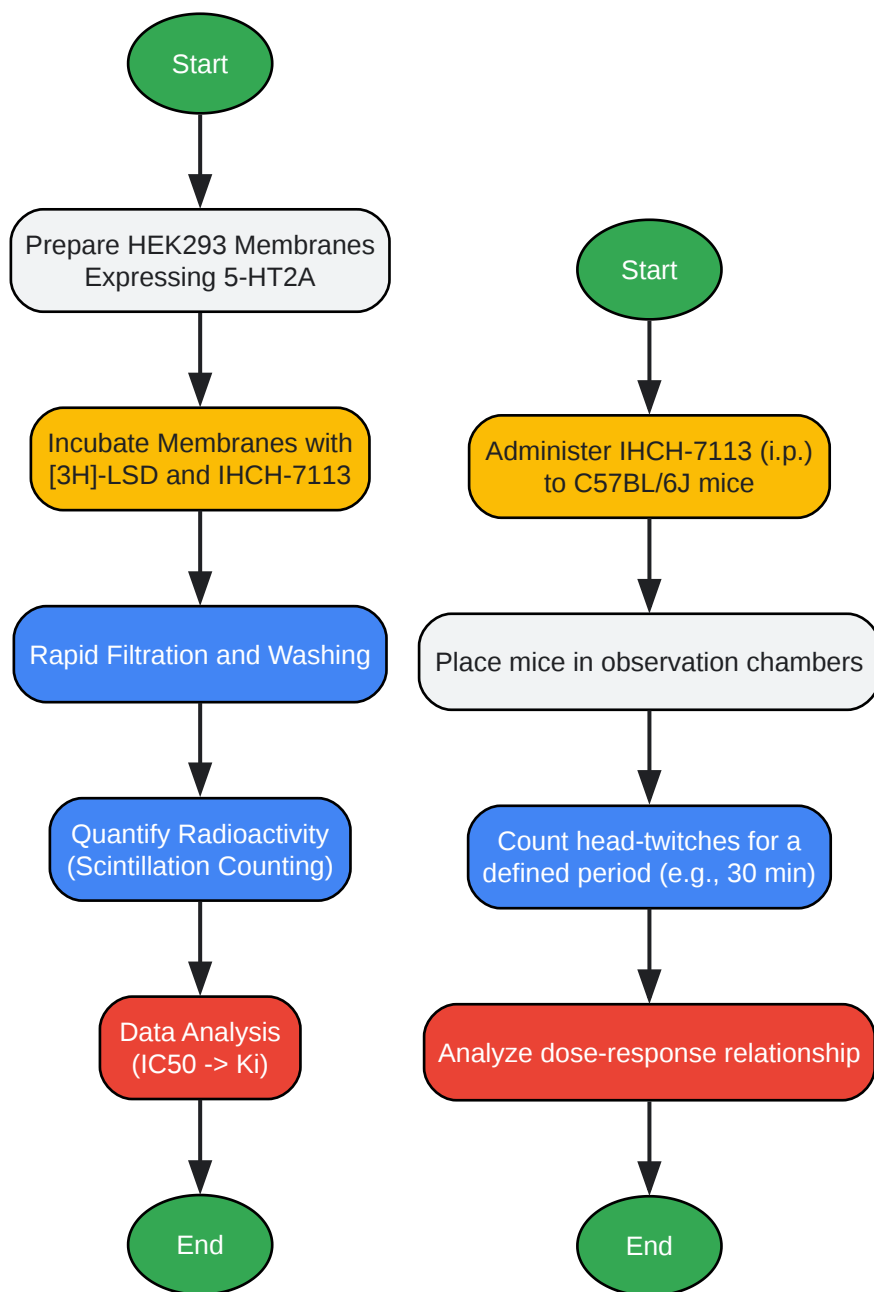 Start
Prepare HEK293 Membranes
Expressing 5-HT2A
Incubate Membranes with
[3H]-LSD and IHCH-7113
Rapid Filtration and Washing
Quantify Radioactivity
(Scintillation Counting)
Data Analysis
(IC50 -> Ki)
End
Start
Administer IHCH-7113 (i.p.)
to C57BL/6J mice
Place mice in observation chambers
Count head-twitches for a
defined period (e.g., 30 min)
Analyze dose-response relationship
End